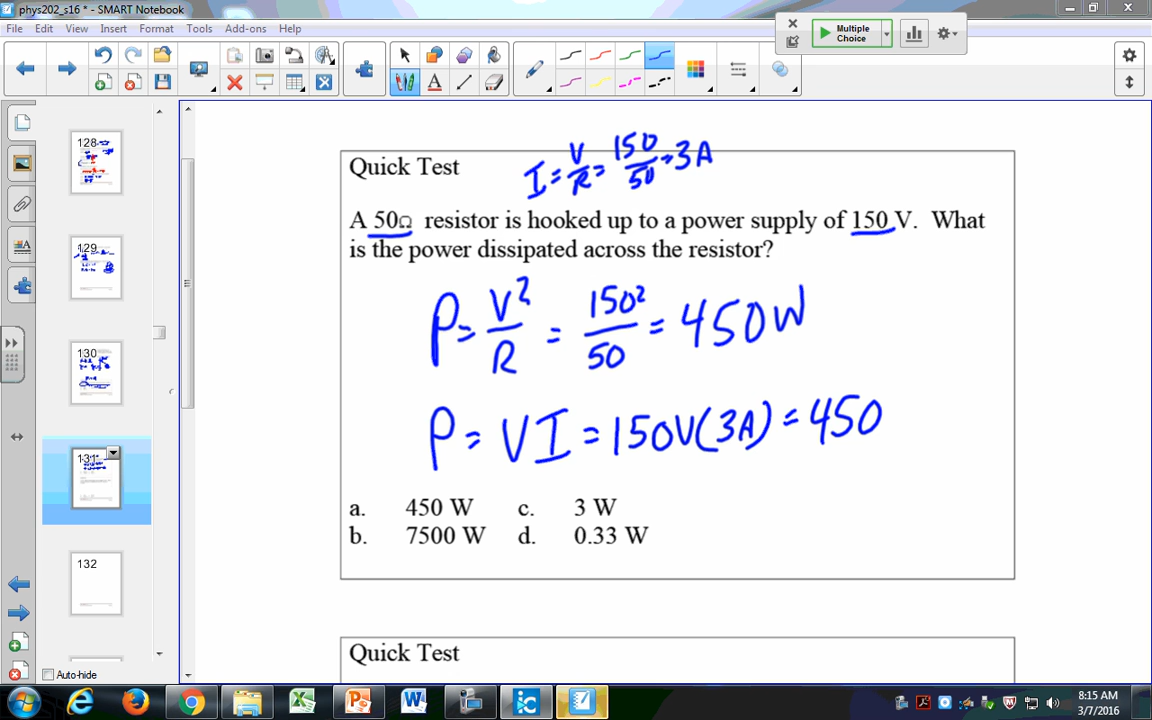 phys202_s16 * - SMART Notebook
File Edit View Insert Format Tools Add-ons Help
Multiple Choice
128
129
130
131
132
Auto-hide
I = V/R = 150/50 = 3A
Quick Test
A 50Ω resistor is hooked up to a power supply of 150 V. What
is the power dissipated across the resistor?
P = V²/R = 150²/50 = 450W
P = VI = 150V(3A) = 450
a. 450 W c. 3 W
b. 7500 W d. 0.33 W
Quick Test
8:15 AM
3/7/2016